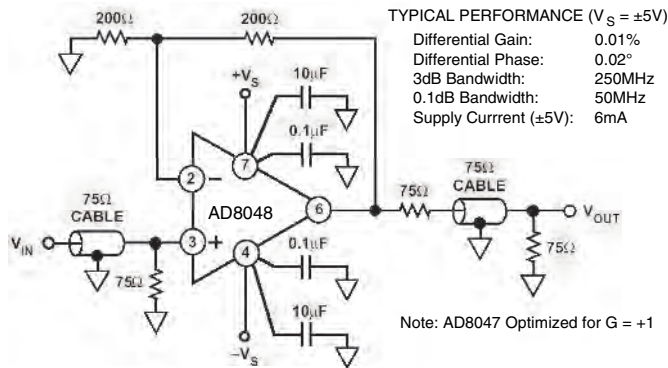 200Ω
200Ω
TYPICAL PERFORMANCE (VS = ±5V)
Differential Gain: 0.01%
Differential Phase: 0.02°
3dB Bandwidth: 250MHz
0.1dB Bandwidth: 50MHz
Supply Currrent (±5V): 6mA
+VS
10μF
0.1μF
7
2
−
AD8048
6
75Ω
CABLE
VIN
3
+
75Ω
4
0.1μF
10μF
−VS
75Ω
75Ω
CABLE
VOUT
75Ω
Note: AD8047 Optimized for G = +1